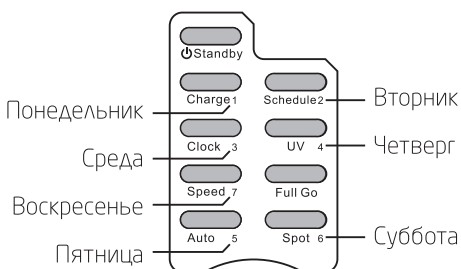 Standby
Charge 1
Schedule 2
Понедельник
Вторник
Clock 3
UV 4
Среда
Четверг
Speed 7
Full Go
Воскресенье
Auto 5
Spot 6
Пятница
Суббота